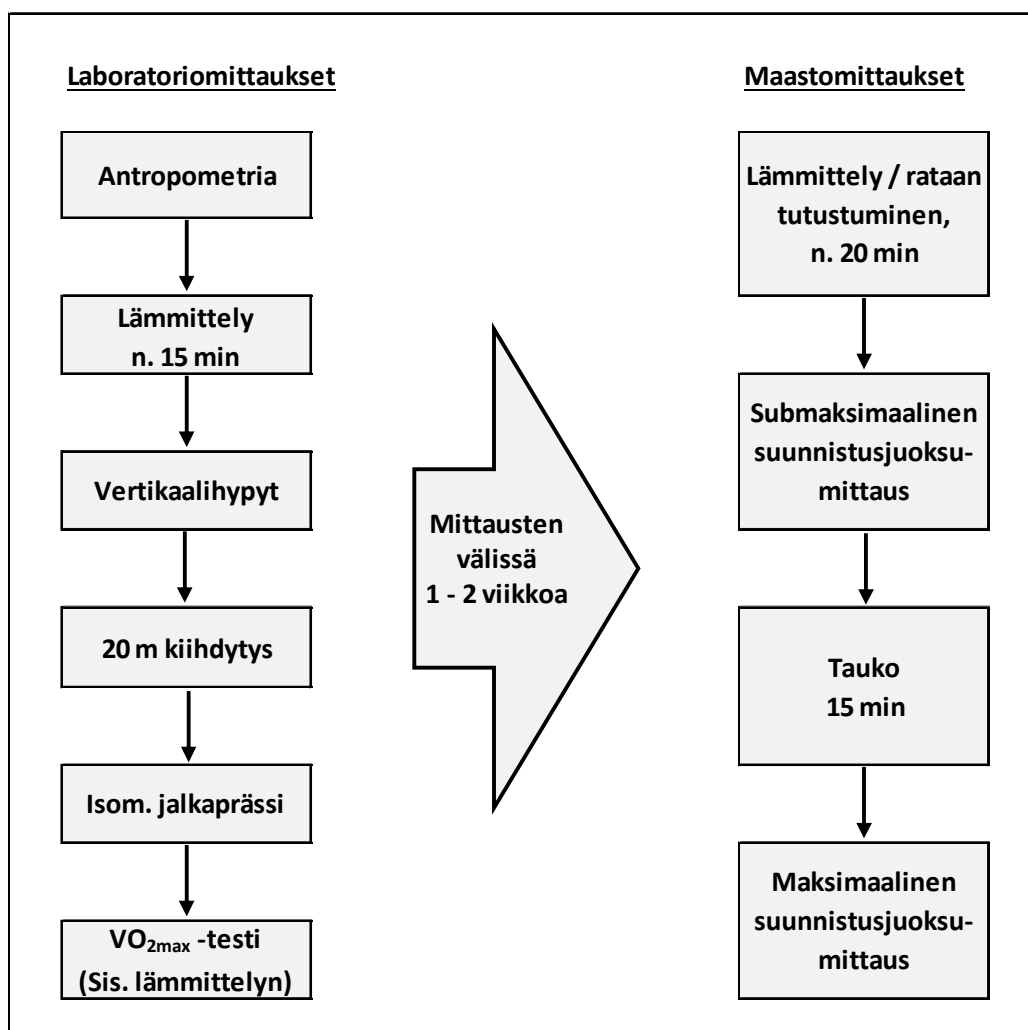 Laboratoriomittaukset
Antropometria
Lämmittely
n. 15 min
Vertikaalihypyt
20 m kiihdytys
Isom. jalkaprässi
VO2max -testi
(Sis. lämmittelyn)
Mittausten
välissä
1 - 2 viikkoa
Maastomittaukset
Lämmittely / rataan
tutustuminen,
n. 20 min
Submaksimaalinen
suunnistusjuoksu-
mittaus
Tauko
15 min
Maksimaalinen
suunnistusjuoksu-
mittaus